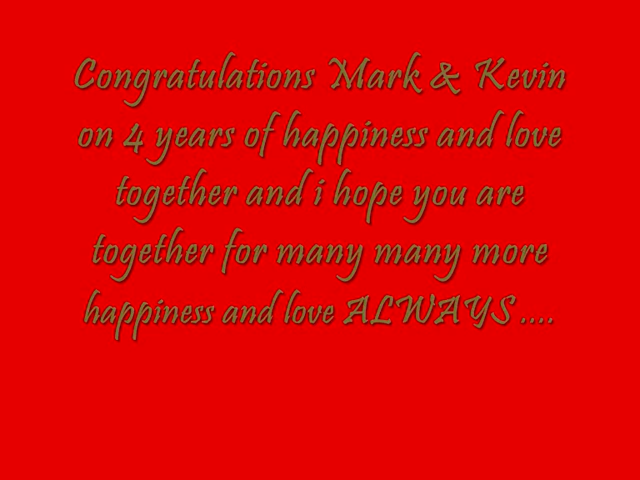 Congratulations Mark & Kevin
on 4 years of happiness and love
together and i hope you are
together for many many more
happiness and love ALWAYS ....